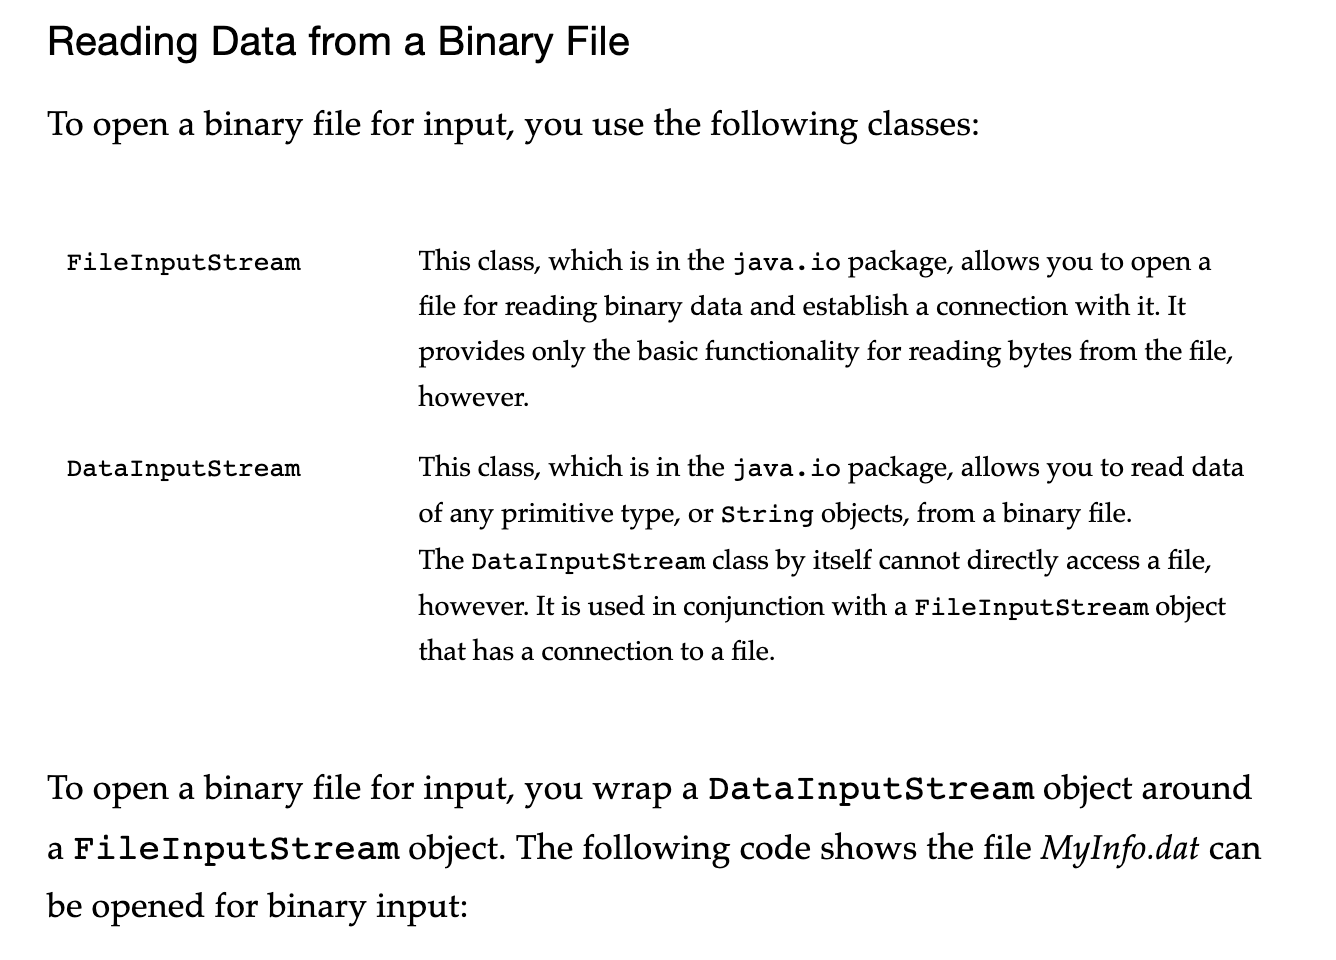 Reading Data from a Binary File
To open a binary file for input, you use the following classes:
FileInputStream
This class, which is in the java.io package, allows you to open a
file for reading binary data and establish a connection with it. It
provides only the basic functionality for reading bytes from the file,
however.
DataInputStream
This class, which is in the java.io package, allows you to read data
of any primitive type, or String objects, from a binary file.
The DataInputStream class by itself cannot directly access a file,
however. It is used in conjunction with a FileInputStream object
that has a connection to a file.
To open a binary file for input, you wrap a DataInputStream object around
a FileInputStream object. The following code shows the file MyInfo.dat can
be opened for binary input: